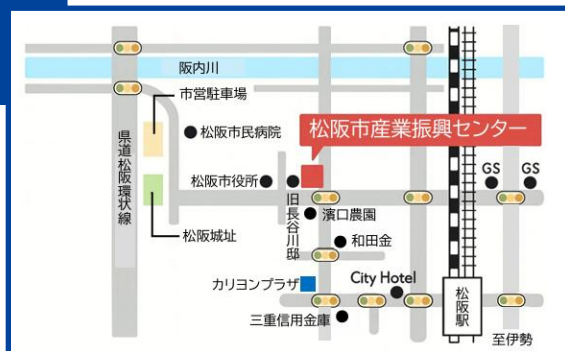 阪内川
市営駐車場
県道松阪環状線
松阪市民病院
松阪市産業振興センター
松阪市役所
GS
GS
旧長谷川邸
濱口農園
松阪城址
和田金
カリヨンプラザ
City Hotel
松阪駅
三重信用金庫
至伊勢